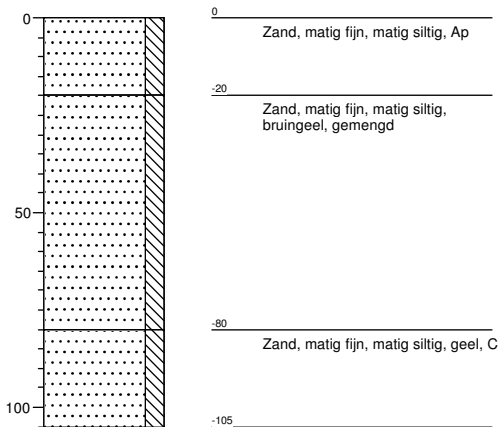 0
0
Zand, matig fijn, matig siltig, Ap
-20
Zand, matig fijn, matig siltig,
bruingeel, gemengd
50
-80
Zand, matig fijn, matig siltig, geel, C
100
-105